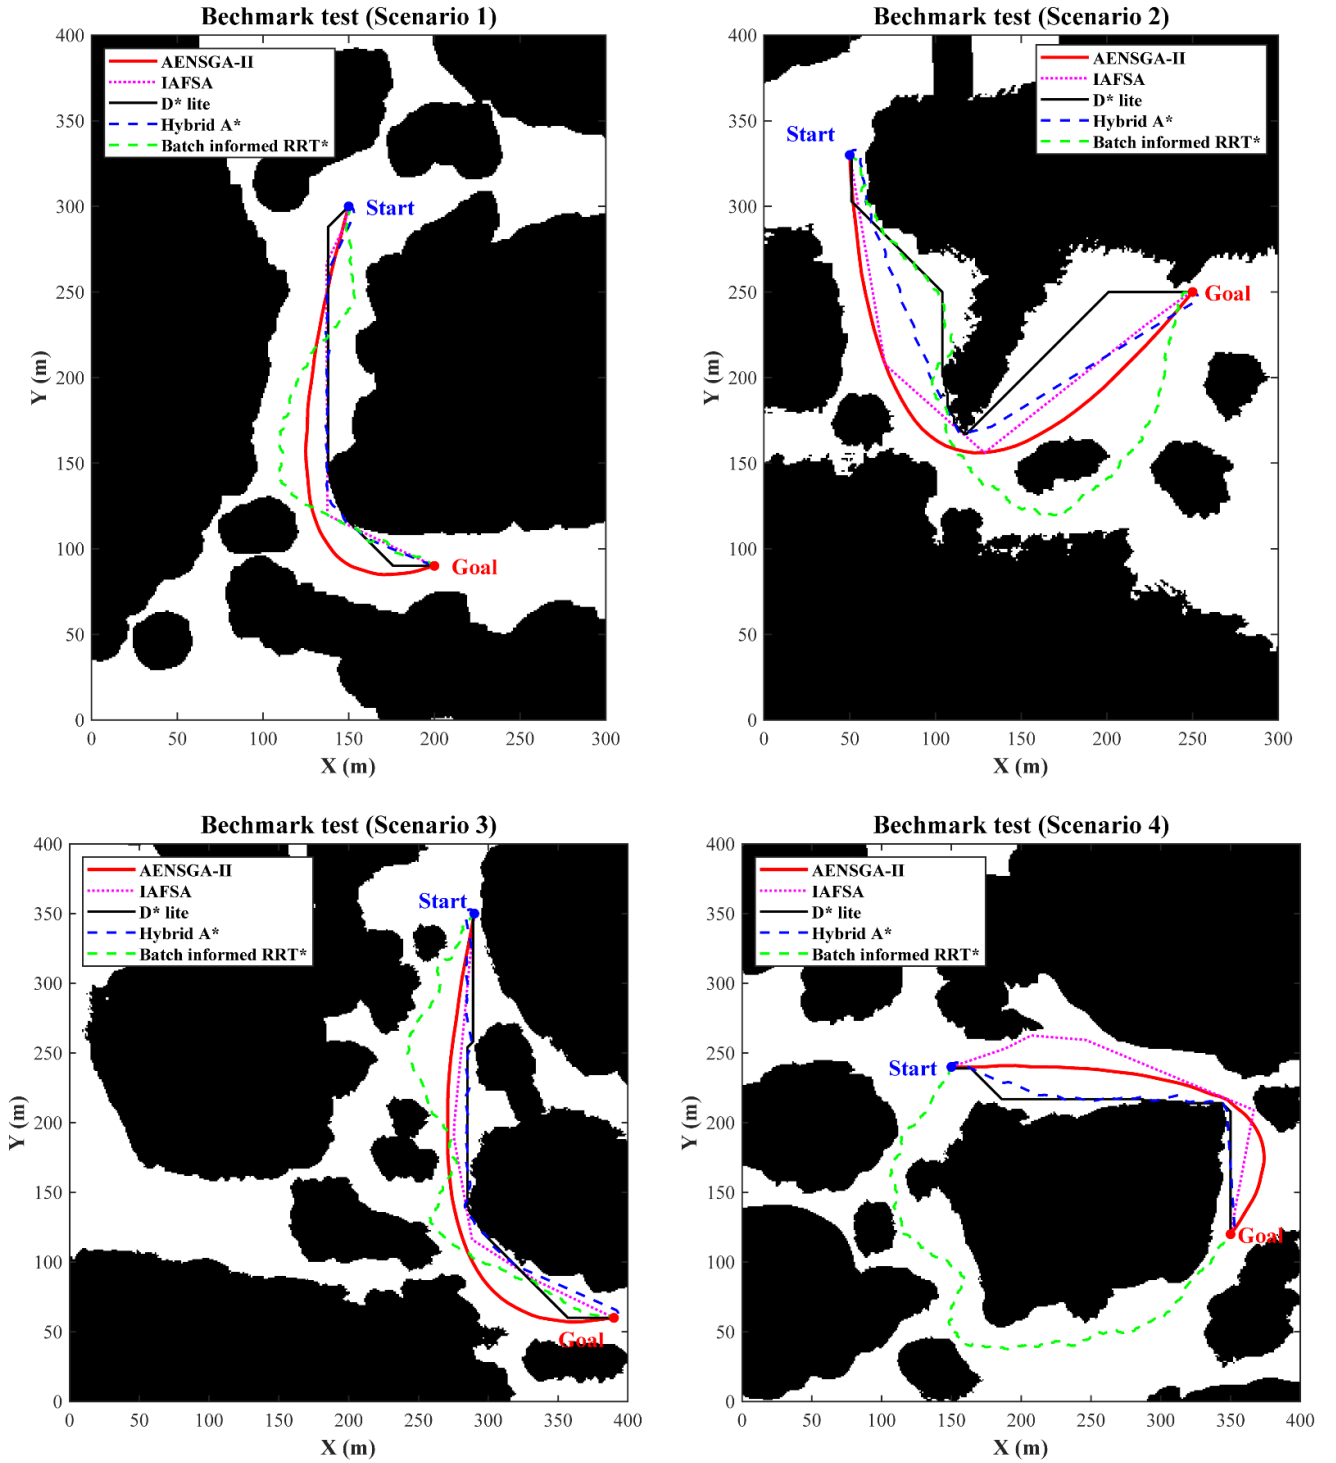 Bechmark test (Scenario 1)
AENSGA-II
IAFSA
D* lite
Hybrid A*
Batch informed RRT*
Start
Goal
400
350
300
250
200
150
100
50
0
Y (m)
0 50 100 150 200 250 300
X (m)
Bechmark test (Scenario 2)
AENSGA-II
IAFSA
D* lite
Hybrid A*
Batch informed RRT*
Start
Goal
400
350
300
250
200
150
100
50
0
Y (m)
0 50 100 150 200 250 300
X (m)
Bechmark test (Scenario 3)
AENSGA-II
IAFSA
D* lite
Hybrid A*
Batch informed RRT*
Start
Goal
400
350
300
250
200
150
100
50
0
Y (m)
0 50 100 150 200 250 300 350 400
X (m)
Bechmark test (Scenario 4)
AENSGA-II
IAFSA
D* lite
Hybrid A*
Batch informed RRT*
Start
Goal
400
350
300
250
200
150
100
50
0
Y (m)
0 50 100 150 200 250 300 350 400
X (m)